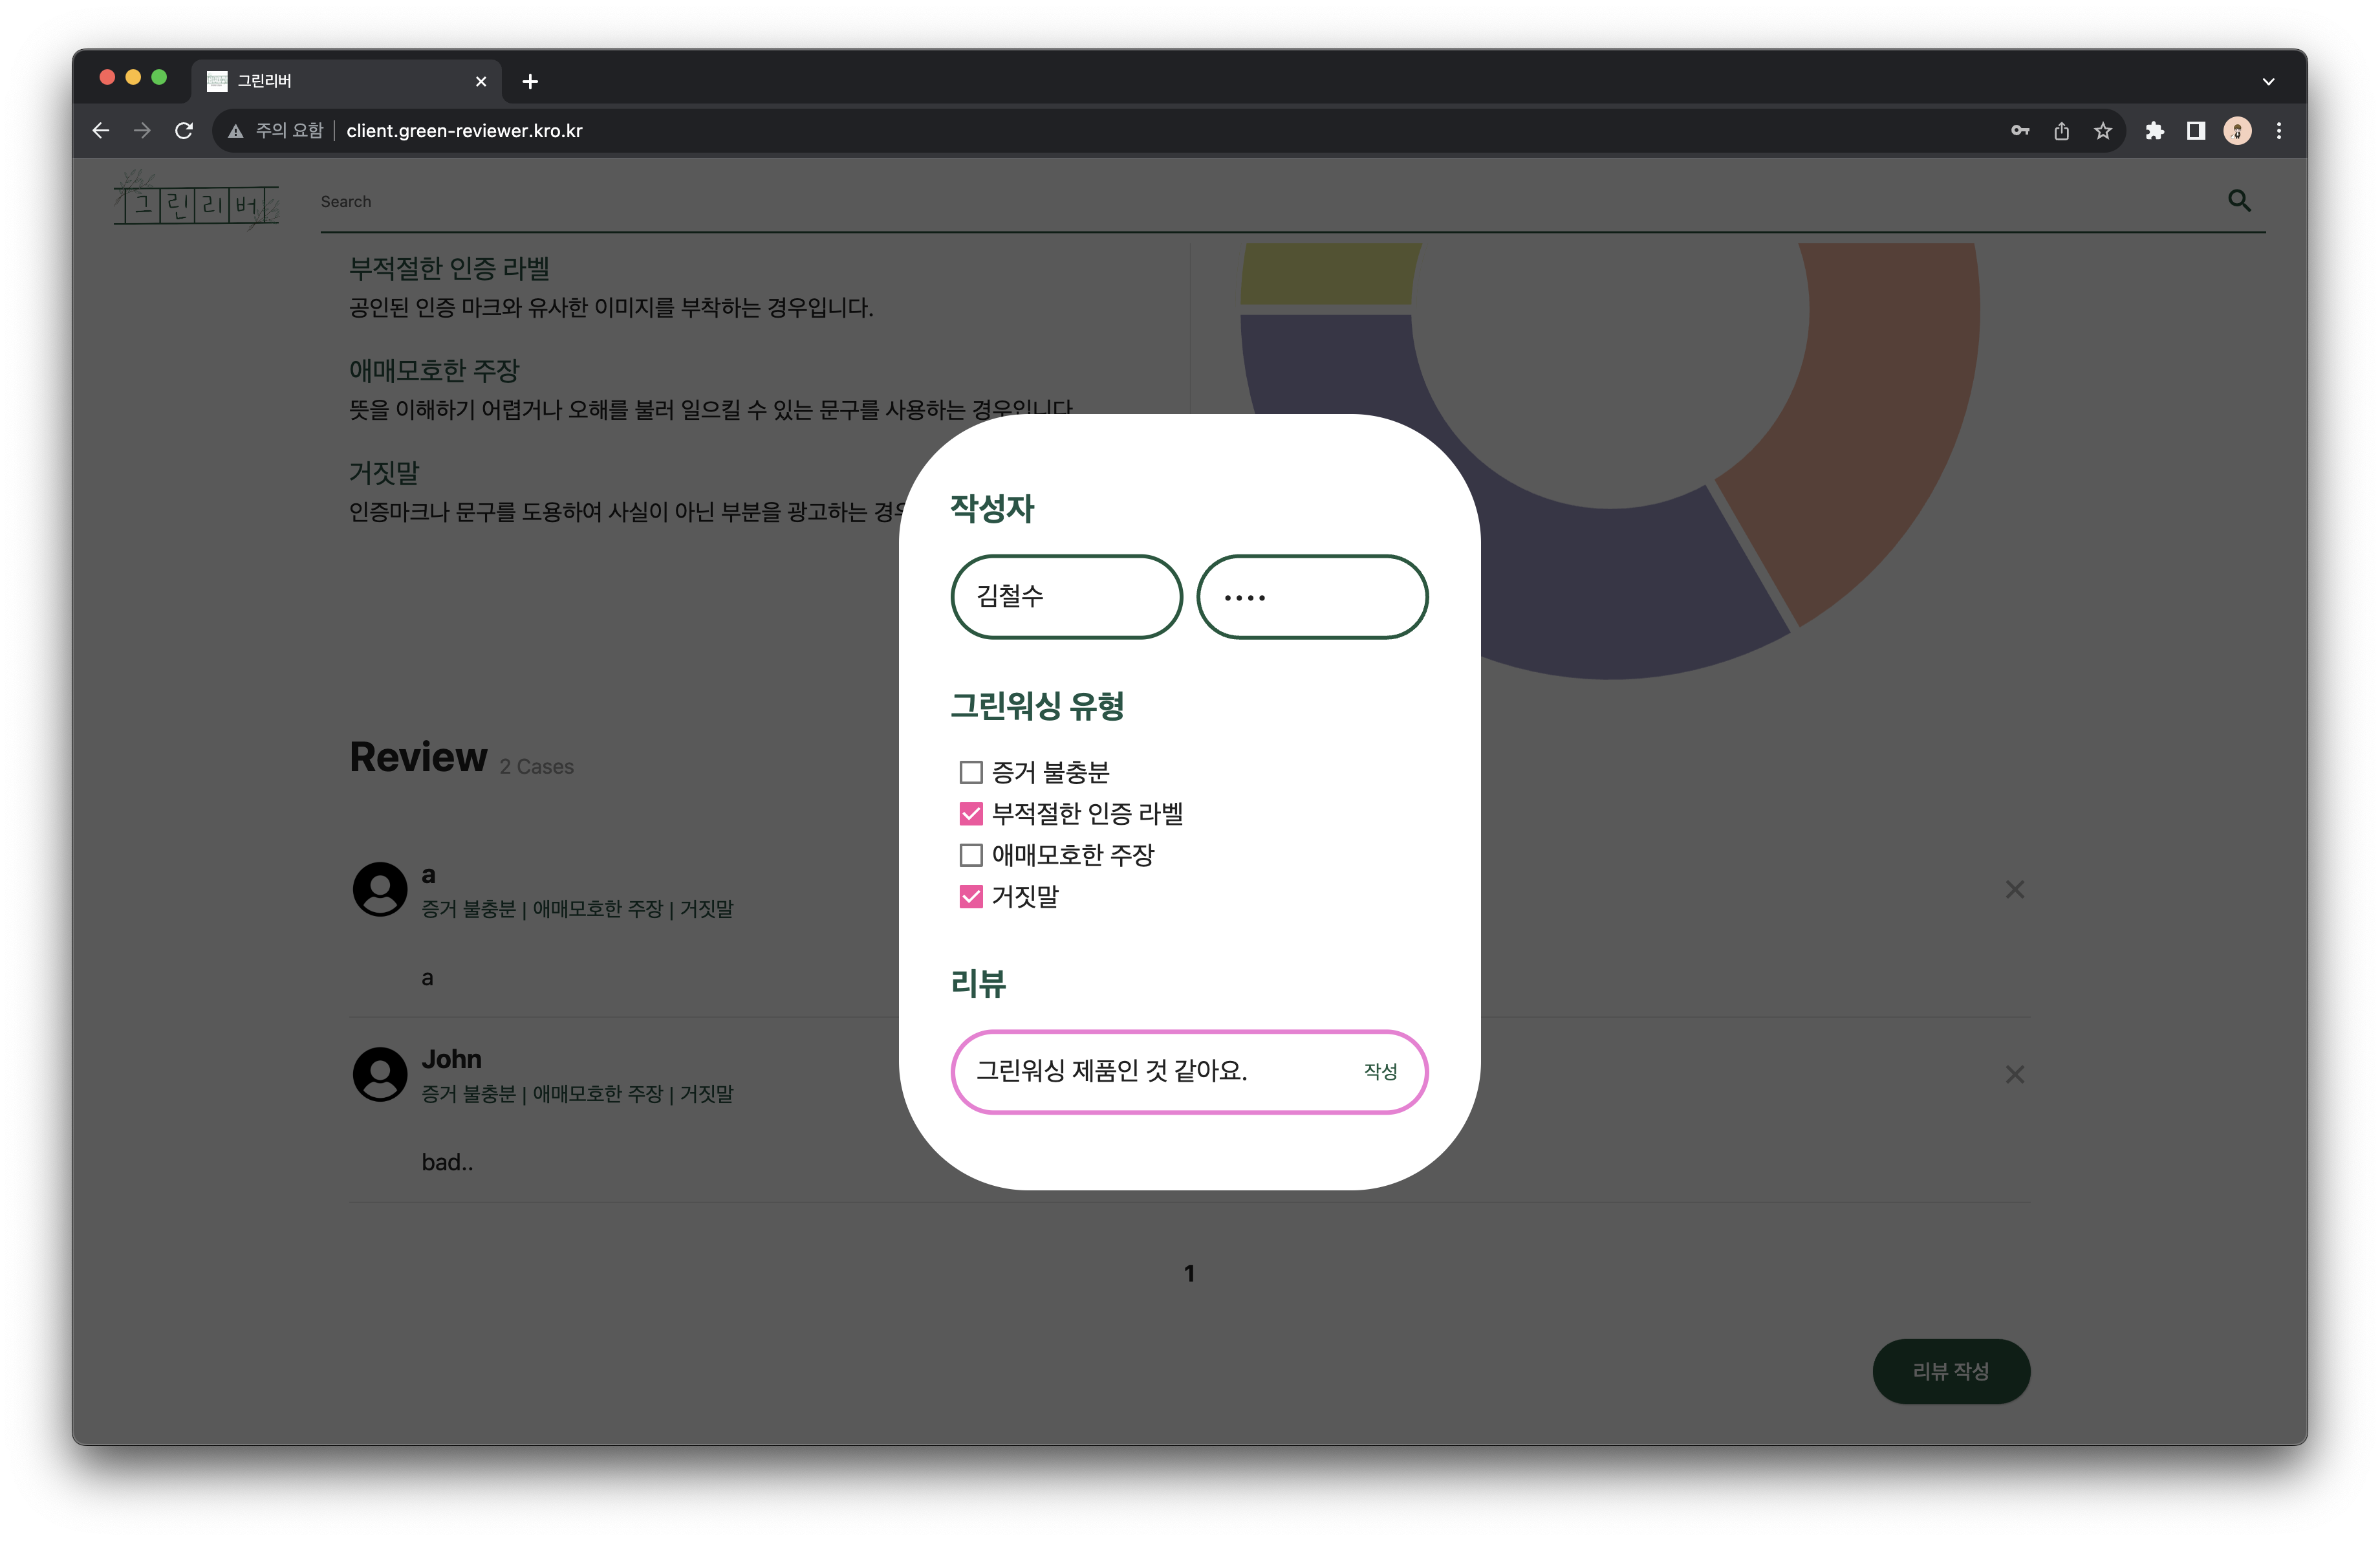 그린리버
주의 요함 client.green-reviewer.kro.kr
그린리버
Search
부적절한 인증 라벨
공인된 인증 마크와 유사한 이미지를 부착하는 경우입니다.
애매모호한 주장
뜻을 이해하기 어렵거나 오해를 불러 일으킬 수 있는 문구를 사용하는 경우입니다
거짓말
인증마크나 문구를 도용하여 사실이 아닌 부분을 광고하는
작성자
김철수 ••••
그린워싱 유형
증거 불충분
부적절한 인증 라벨
애매모호한 주장
거짓말
리뷰
그린워싱 제품인 것 같아요. 작성
Review 2 Cases
a
증거 불충분 | 애매모호한 주장 | 거짓말
a
John
증거 불충분 | 애매모호한 주장 | 거짓말
bad..
1
리뷰 작성